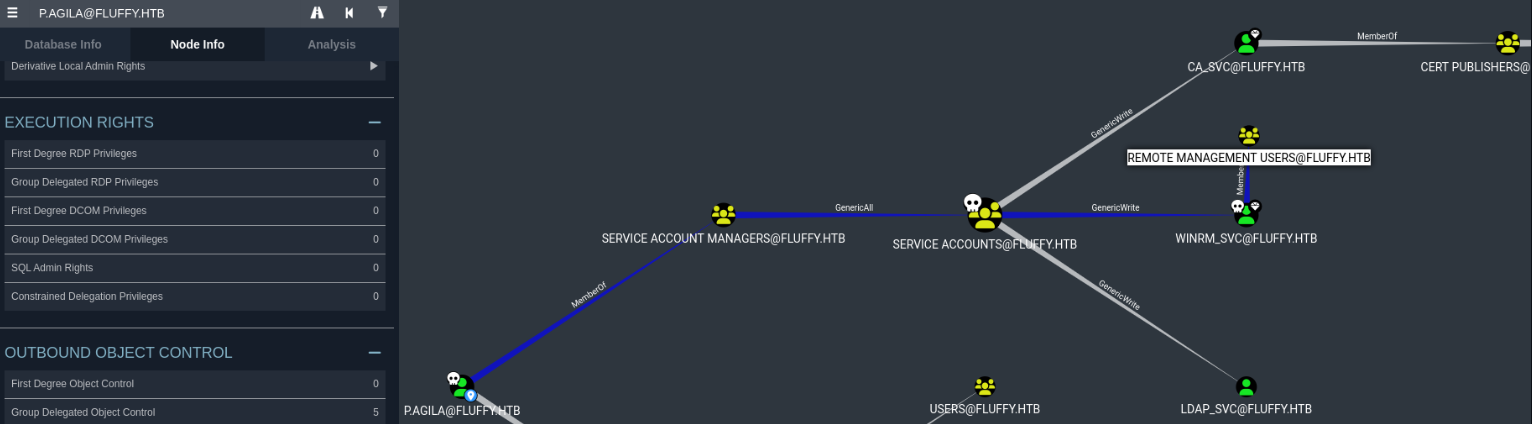 P.AGILA@FLUFFY.HTB
Database Info
Node Info
Analysis
Derivative Local Admin Rights
EXECUTION RIGHTS
First Degree RDP Privileges 0
Group Delegated RDP Privileges 0
First Degree DCOM Privileges 0
Group Delegated DCOM Privileges 0
SQL Admin Rights 0
Constrained Delegation Privileges 0
OUTBOUND OBJECT CONTROL
First Degree Object Control 0
Group Delegated Object Control 5
MemberOf
CA_SVC@FLUFFY.HTB
CERT PUBLISHERS@
GenericWrite
REMOTE MANAGEMENT USERS@FLUFFY.HTB
Member
GenericAll
GenericWrite
SERVICE ACCOUNT MANAGERS@FLUFFY.HTB
SERVICE ACCOUNTS@FLUFFY.HTB
WINRM_SVC@FLUFFY.HTB
MemberOf
GenericWrite
P.AGILA@FLUFFY.HTB
USERS@FLUFFY.HTB
LDAP_SVC@FLUFFY.HTB